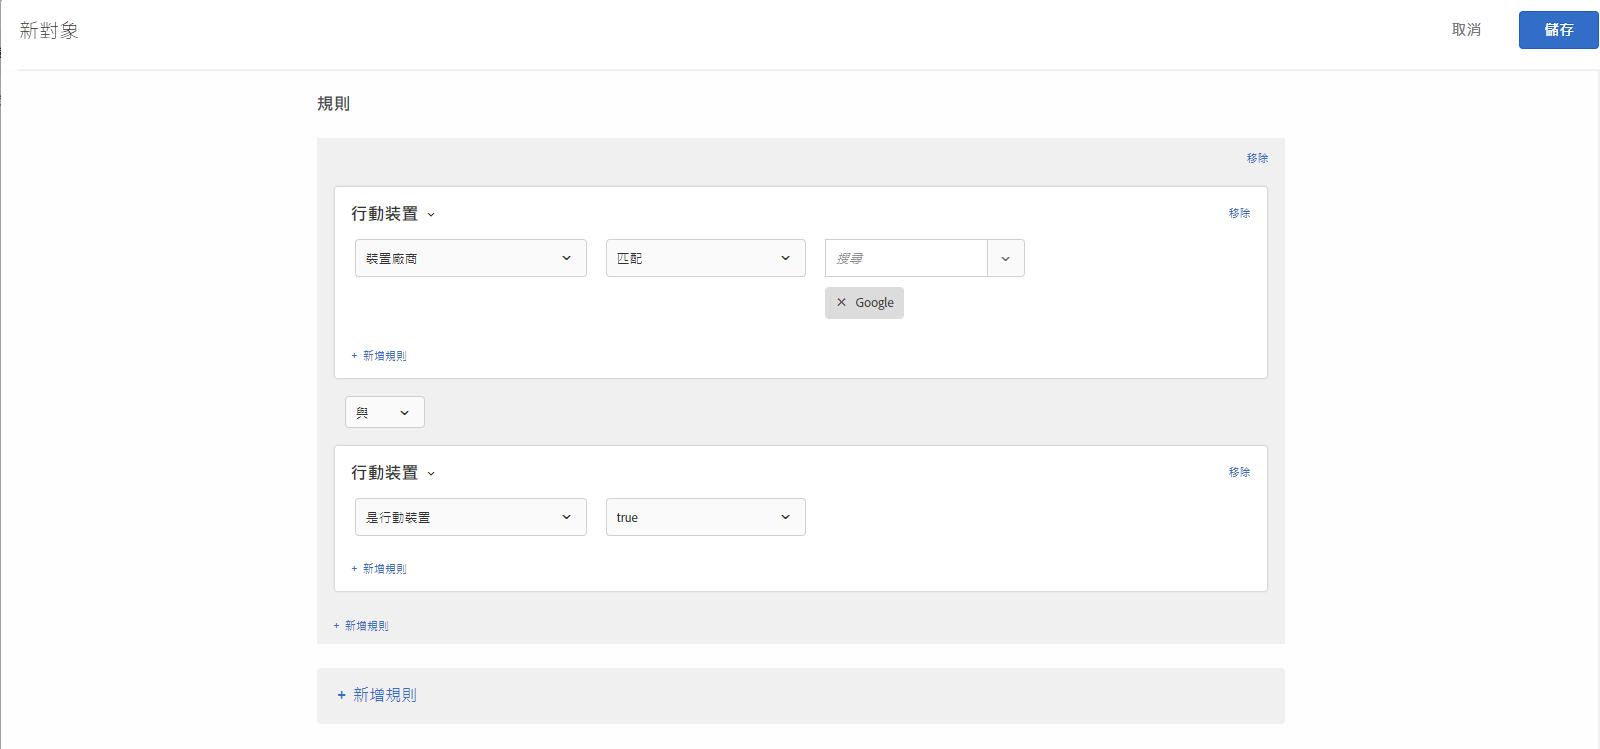 新對象
取消
儲存
規則
移除
行動裝置
移除
裝置廠商
匹配
搜尋
× Google
+ 新增規則
與
行動裝置
移除
是行動裝置
true
+ 新增規則
+ 新增規則
+ 新增規則